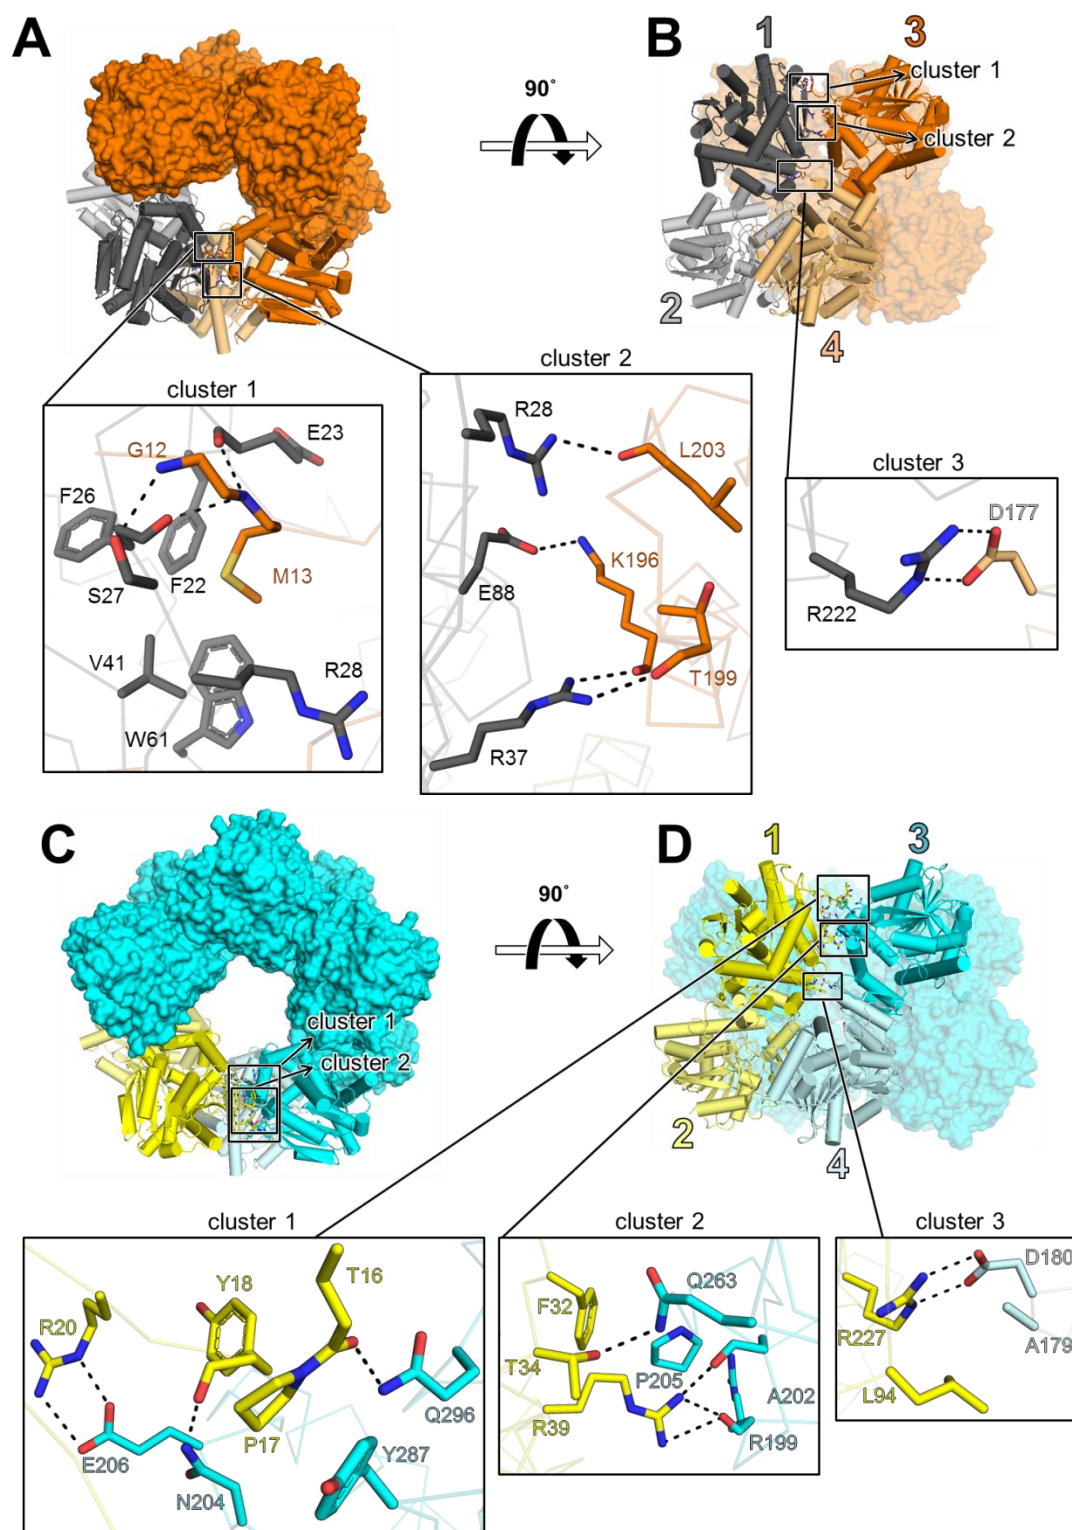 A
B
1
3
cluster 1
90°
cluster 2
2
4
cluster 1
G12
E23
F26
S27
F22
M13
V41
R28
W61
cluster 2
R28
L203
K196
E88
T199
R37
cluster 3
D177
R222
C
D
1
3
90°
cluster 1
cluster 2
2
4
cluster 1
T16
Y18
R20
Q296
P17
Y287
E206
N204
cluster 2
Q263
F32
T34
P205
A202
R39
R199
cluster 3
D180
R227
A179
L94